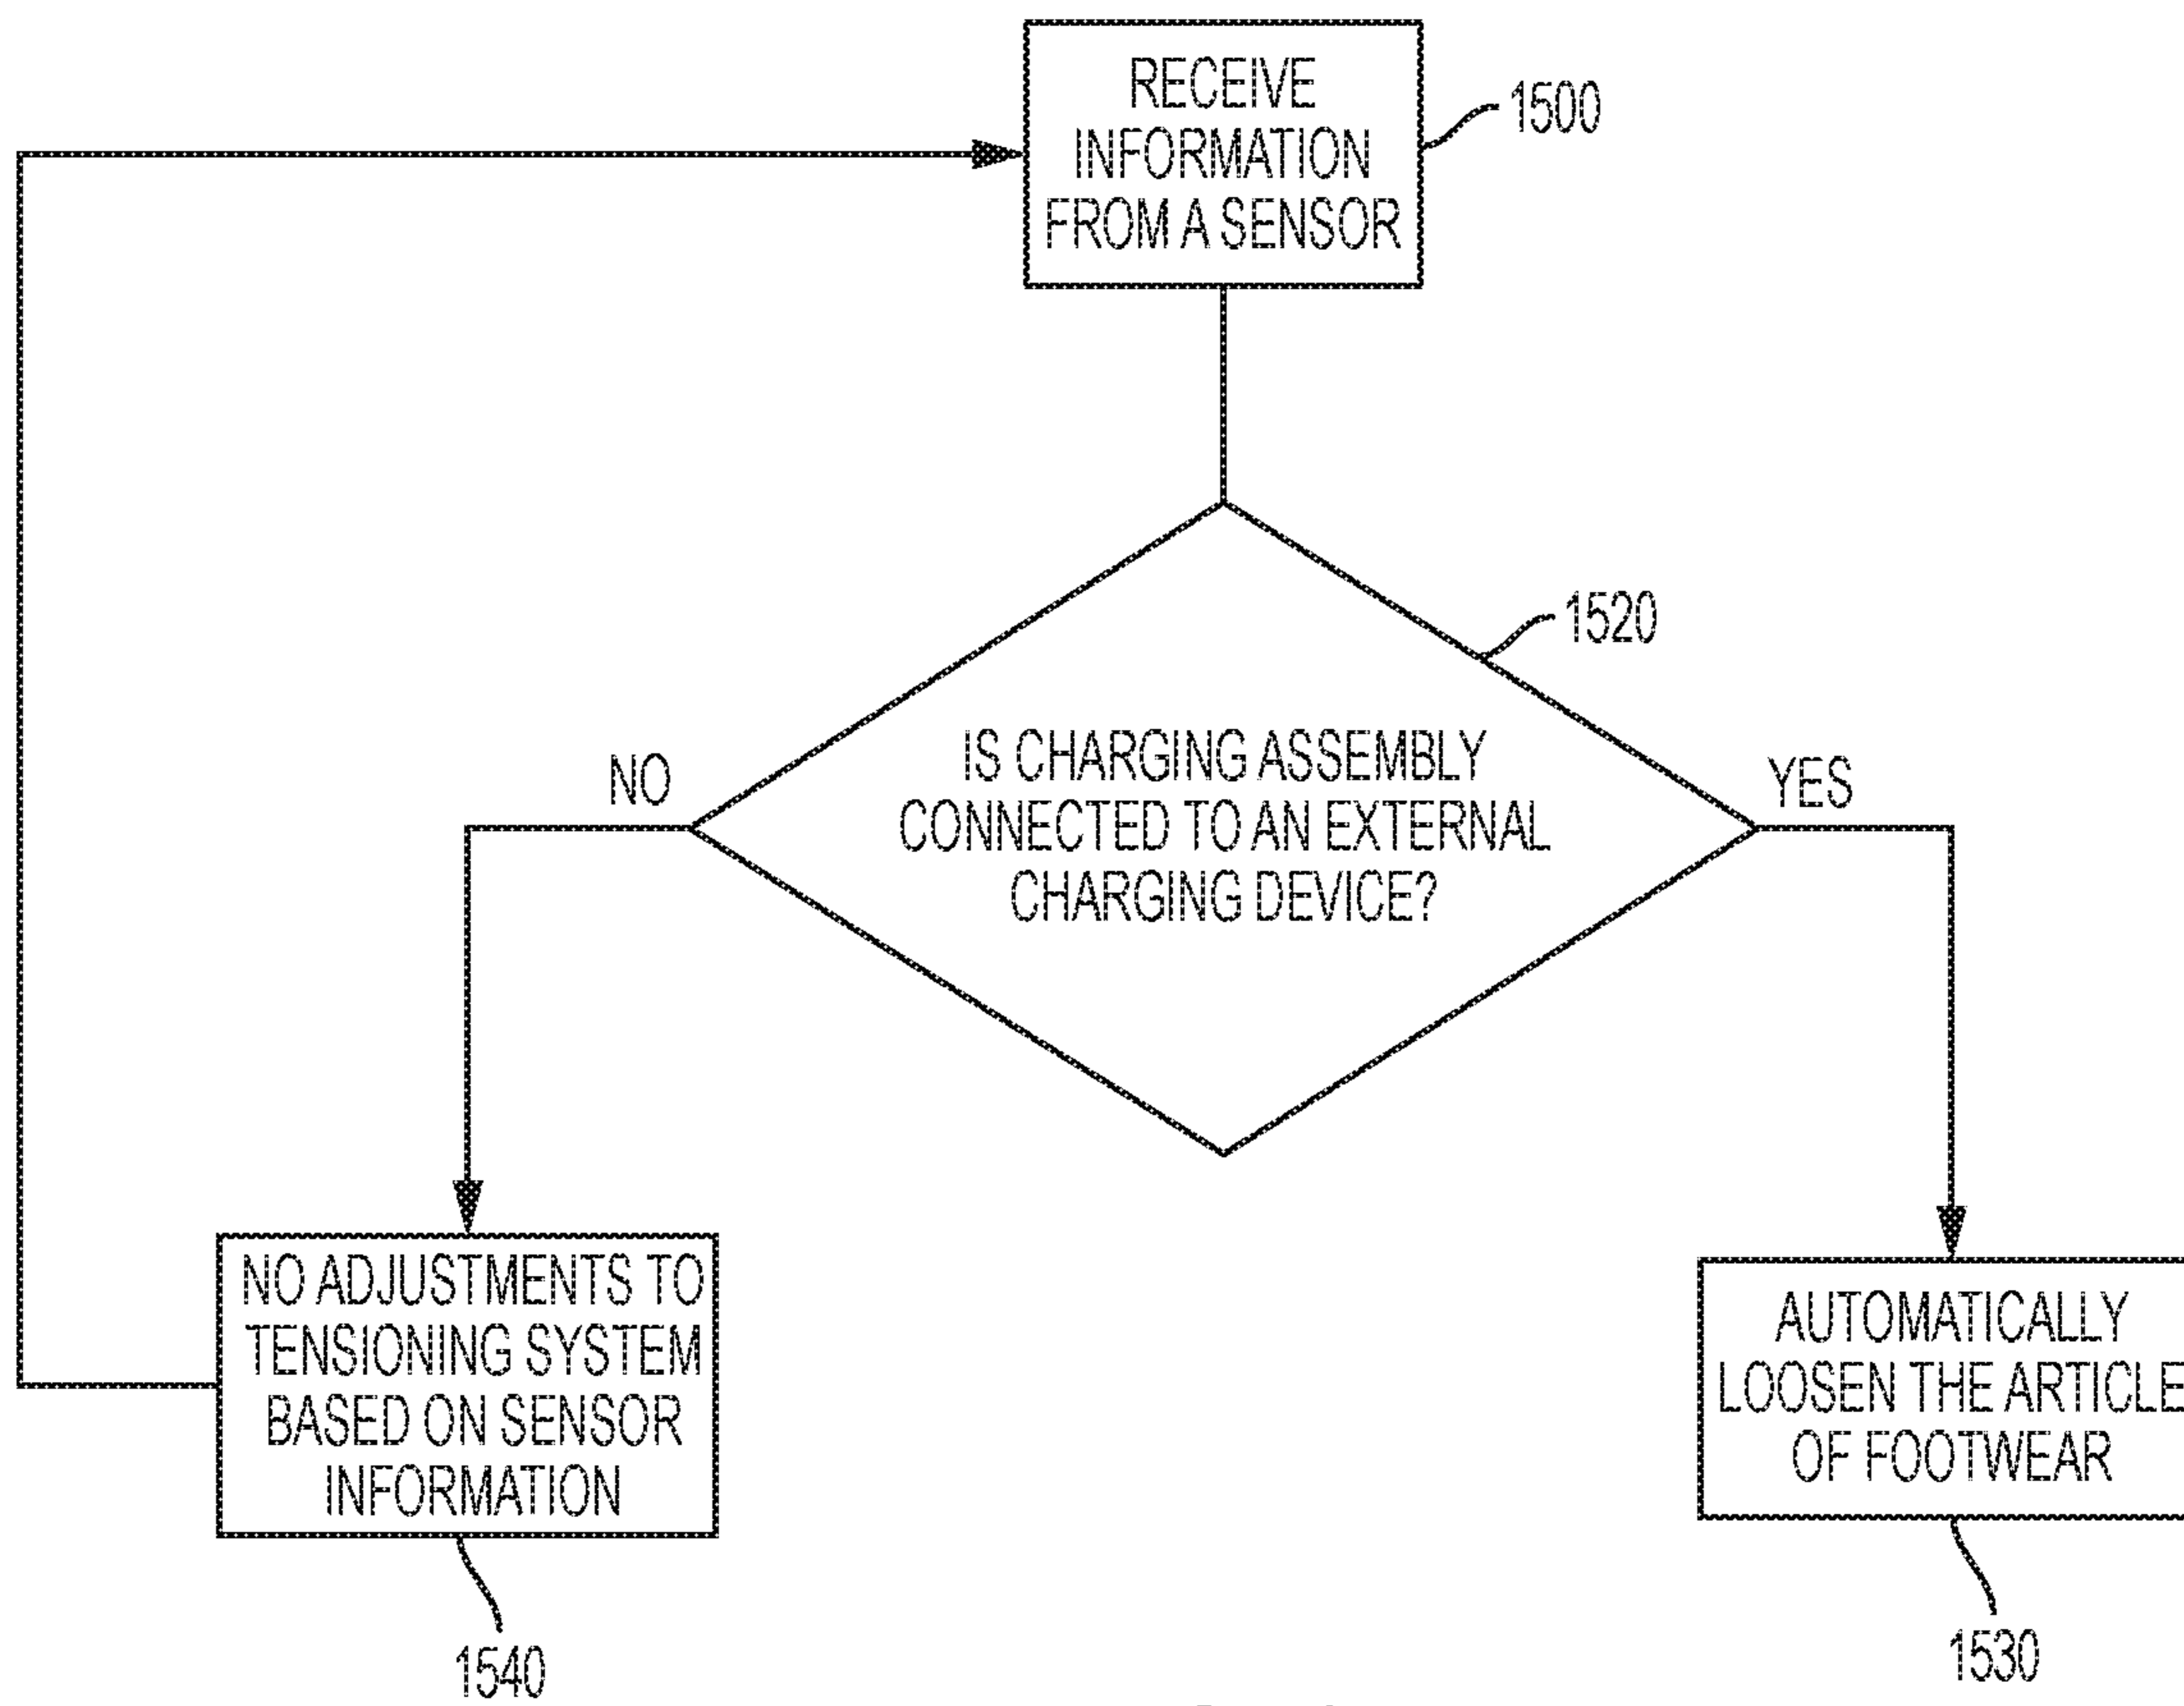 RECEIVE
INFORMATION
FROM A SENSOR
1500
1520
IS CHARGING ASSEMBLY
CONNECTED TO AN EXTERNAL
CHARGING DEVICE?
NO
YES
NO ADJUSTMENTS TO
TENSIONING SYSTEM
BASED ON SENSOR
INFORMATION
1540
AUTOMATICALLY
LOOSEN THE ARTICLE
OF FOOTWEAR
1530